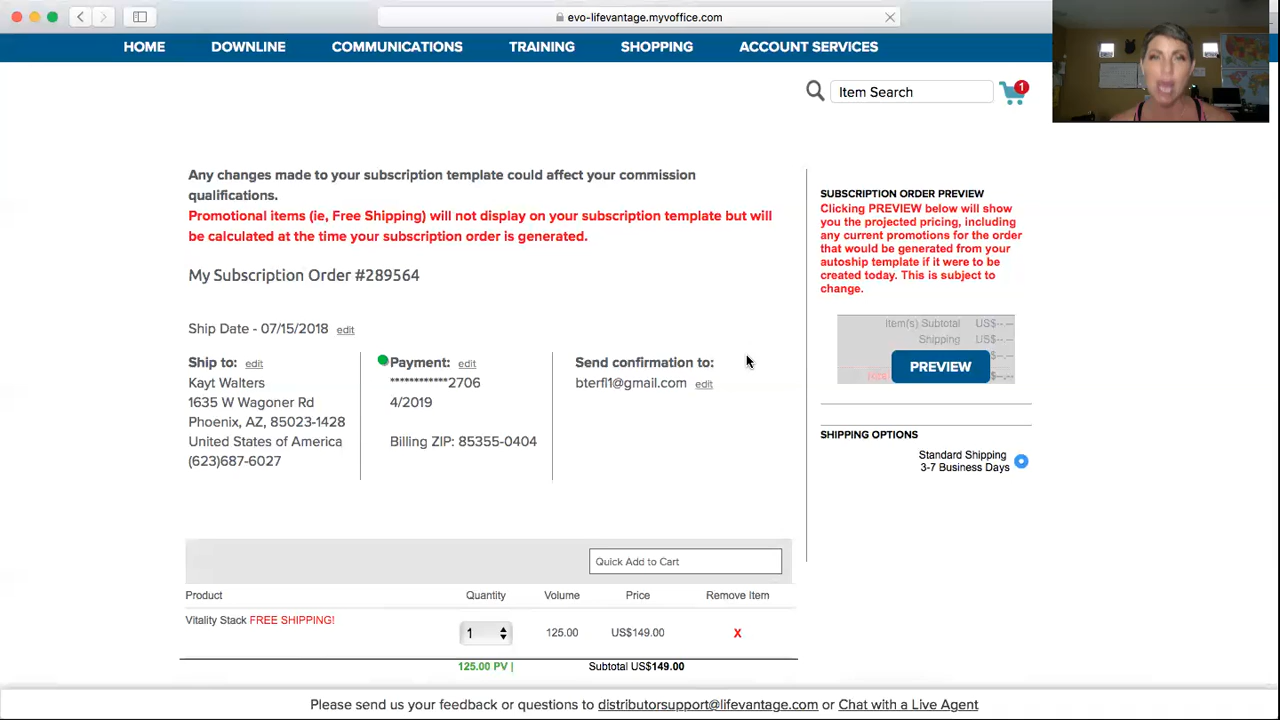 evo-lifevantage.myvoffice.com
HOME DOWNLINE COMMUNICATIONS TRAINING SHOPPING ACCOUNT SERVICES
Item Search 1
Any changes made to your subscription template could affect your commission
qualifications.
Promotional items (ie, Free Shipping) will not display on your subscription template but will
be calculated at the time your subscription order is generated.
My Subscription Order #289564
Ship Date - 07/15/2018 edit
Ship to: edit
Kayt Walters
1635 W Wagoner Rd
Phoenix, AZ, 85023-1428
United States of America
(623)687-6027
Payment: edit
************2706
4/2019
Billing ZIP: 85355-0404
Send confirmation to:
bterfl1@gmail.com edit
SUBSCRIPTION ORDER PREVIEW
Clicking PREVIEW below will show
you the projected pricing, including
any current promotions for the order
that would be generated from your
autoship template if it were to be
created today. This is subject to
change.
Item(s) Subtotal US$--.--
Shipping US$--.--
PREVIEW
SHIPPING OPTIONS
Standard Shipping
3-7 Business Days
Quick Add to Cart
Product Quantity Volume Price Remove Item
Vitality Stack FREE SHIPPING! 1 125.00 US$149.00 X
125.00 PV | Subtotal US$149.00
Please send us your feedback or questions to distributorsupport@lifevantage.com or Chat with a Live Agent